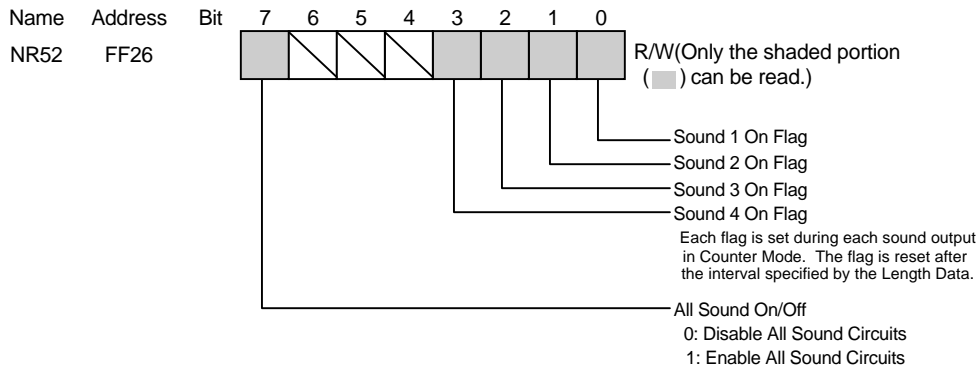 Name Address Bit 7 6 5 4 3 2 1 0
NR52 FF26 R/W(Only the shaded portion
( ) can be read.)
Sound 1 On Flag
Sound 2 On Flag
Sound 3 On Flag
Sound 4 On Flag
Each flag is set during each sound output
in Counter Mode. The flag is reset after
the interval specified by the Length Data.
All Sound On/Off
0: Disable All Sound Circuits
1: Enable All Sound Circuits